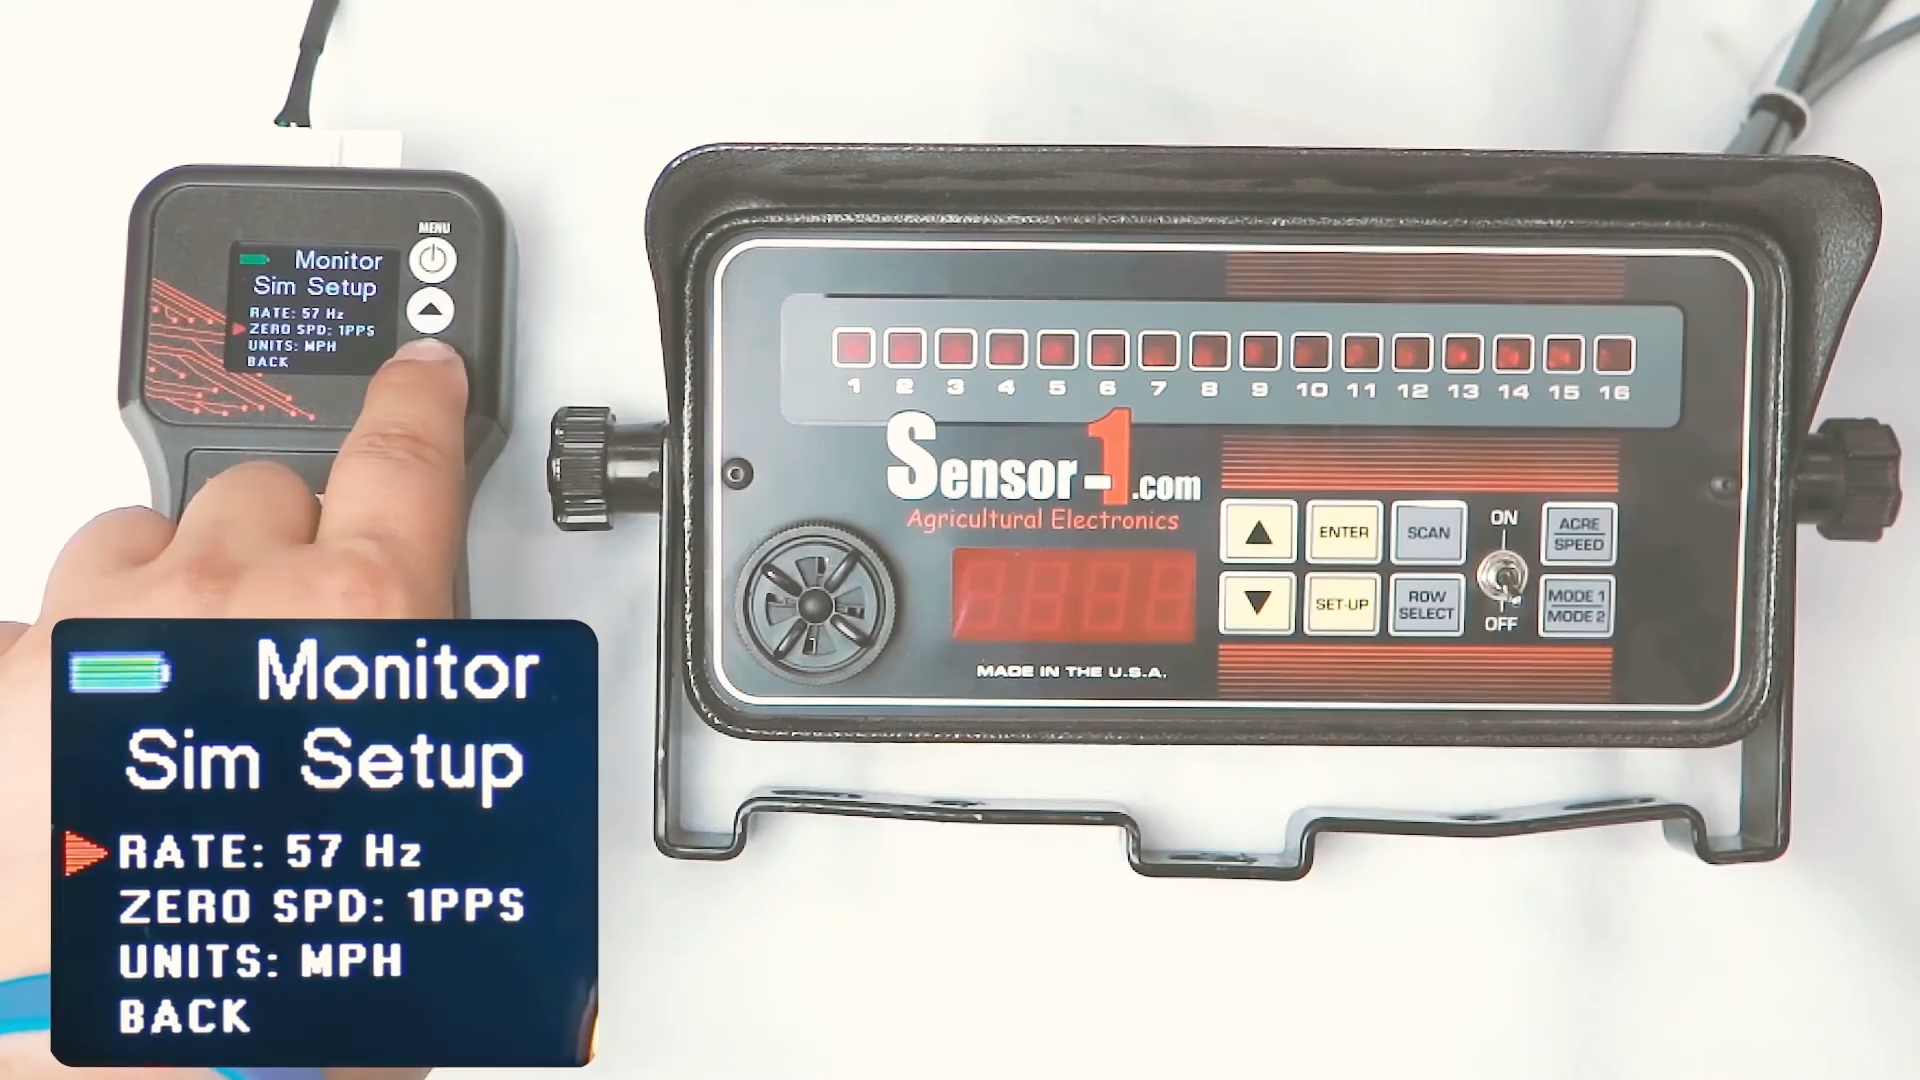 MENU
Monitor
Sim Setup
RATE: 57 Hz
ZERO SPD: 1PPS
UNITS: MPH
BACK
1 2 3 4 5 6 7 8 9 10 11 12 13 14 15 16
Sensor-1.com
Agricultural Electronics
ENTER SCAN ON ACRE
SPEED
SET-UP ROW
SELECT OFF MODE 1
MODE 2
MADE IN THE U.S.A.
Monitor
Sim Setup
RATE: 57 Hz
ZERO SPD: 1PPS
UNITS: MPH
BACK